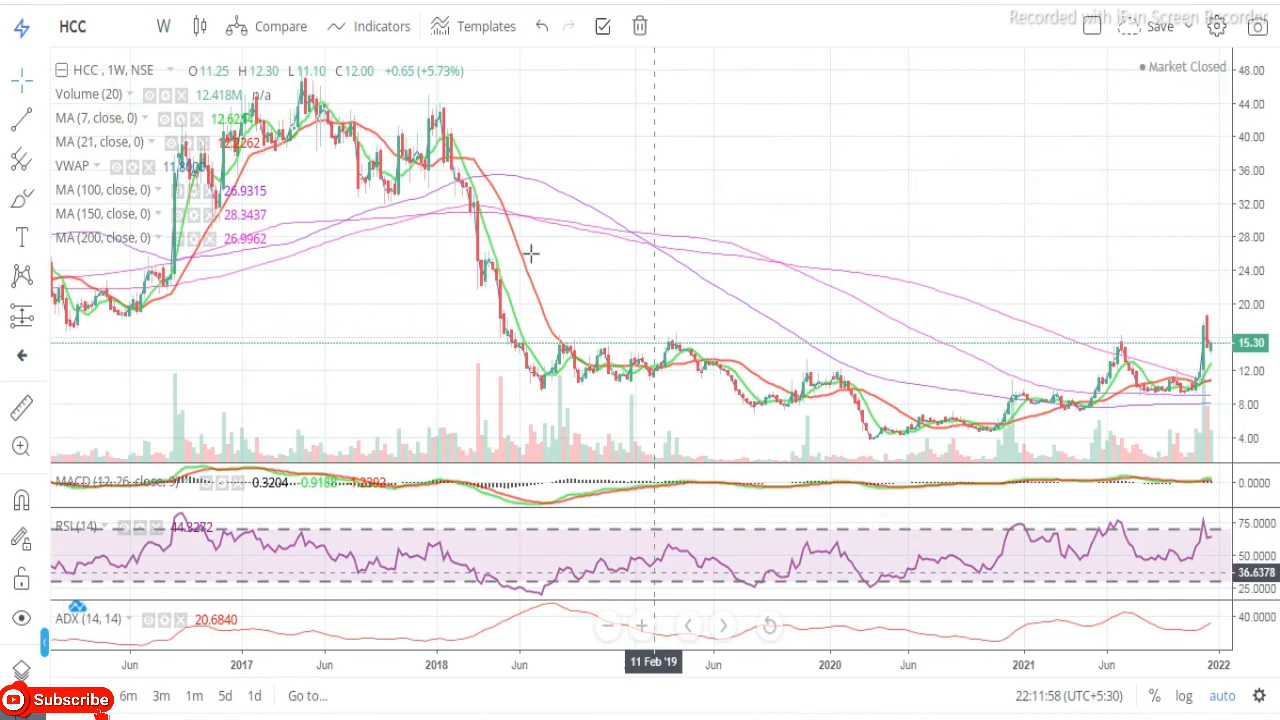 Recorded with iFun Screen Recorder
HCC W Compare Indicators Templates Save
HCC , 1W, NSE O 11.25 H 12.30 L 11.10 C 12.00 +0.65 (+5.73%)
Market Closed
Volume (20) 12.418M n/a
MA (7, close, 0)
MA (21, close, 0) 12.2262
VWAP
MA (100, close, 0) 26.9315
MA (150, close, 0) 28.3437
MA (200, close, 0) 26.9962
48.00
44.00
40.00
36.00
32.00
28.00
24.00
20.00
15.30
12.00
8.00
4.00
MACD (12, 26, close, 9) 0.3204 -0.9188 -1.2392
0.0000
RSI (14) 44.3272
75.0000
50.0000
36.6378
25.0000
ADX (14, 14) 20.6840
40.0000
Jun 2017 Jun 2018 Jun 11 Feb '19 Jun 2020 Jun 2021 Jun 2022
Subscribe 6m 3m 1m 5d 1d Go to... 22:11:58 (UTC+5:30) % log auto